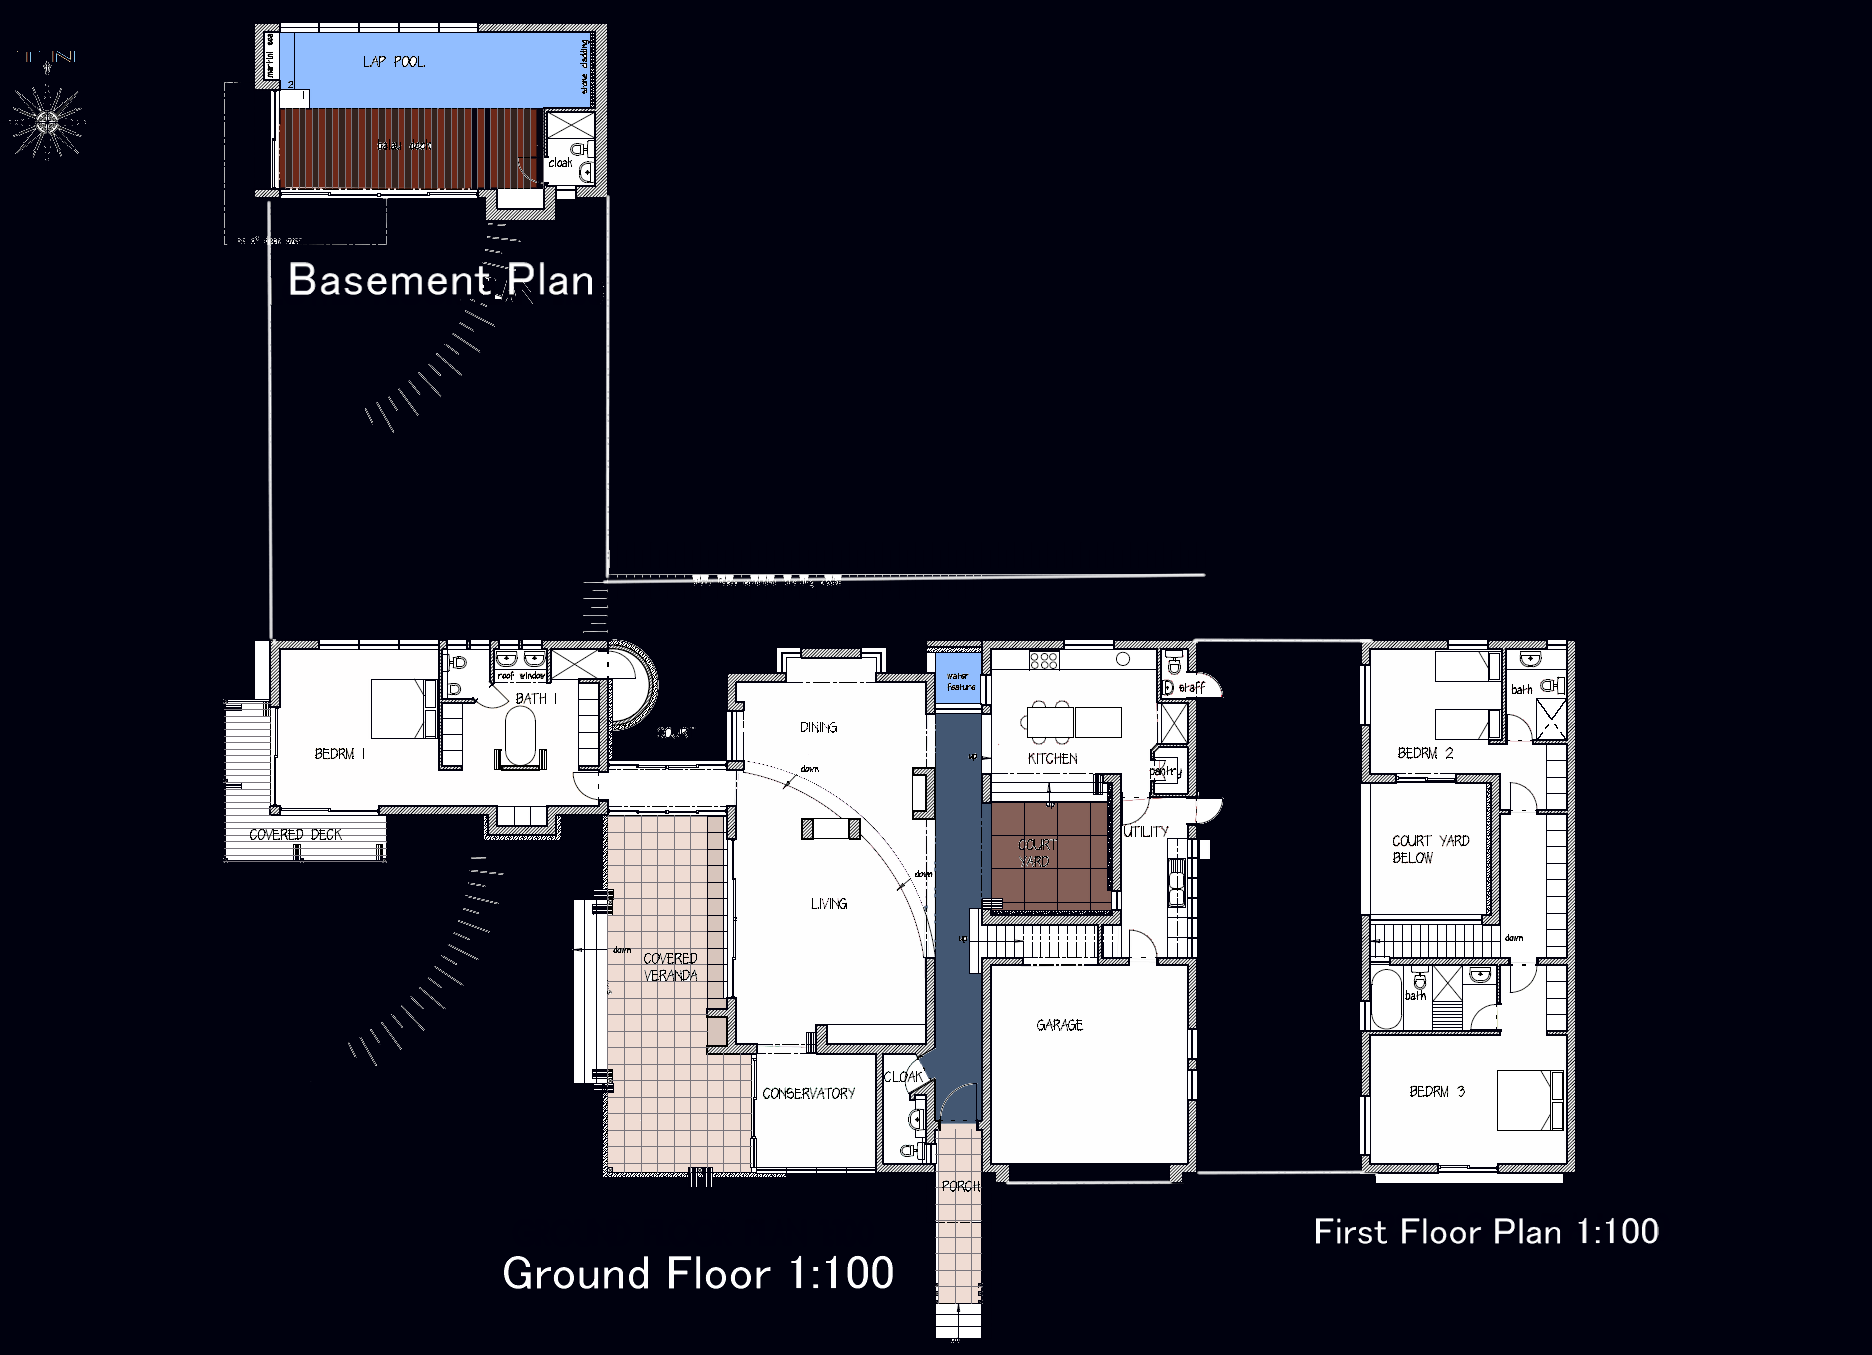 N
martini sea
LAP POOL
stone cladding
2
1
cloak
Basement Plan
roof window
BATH 1
BEDRM 1
COVERED DECK
COURT
DINING
down
water
feature
up
KITCHEN
staff
pantry
UTILITY
COURT
YARD
down
LIVING
down
COVERED
VERANDA
up
GARAGE
CONSERVATORY
CLOAK
PORCH
Ground Floor 1:100
bath
BEDRM 2
COURT YARD
BELOW
down
bath
BEDRM 3
First Floor Plan 1:100